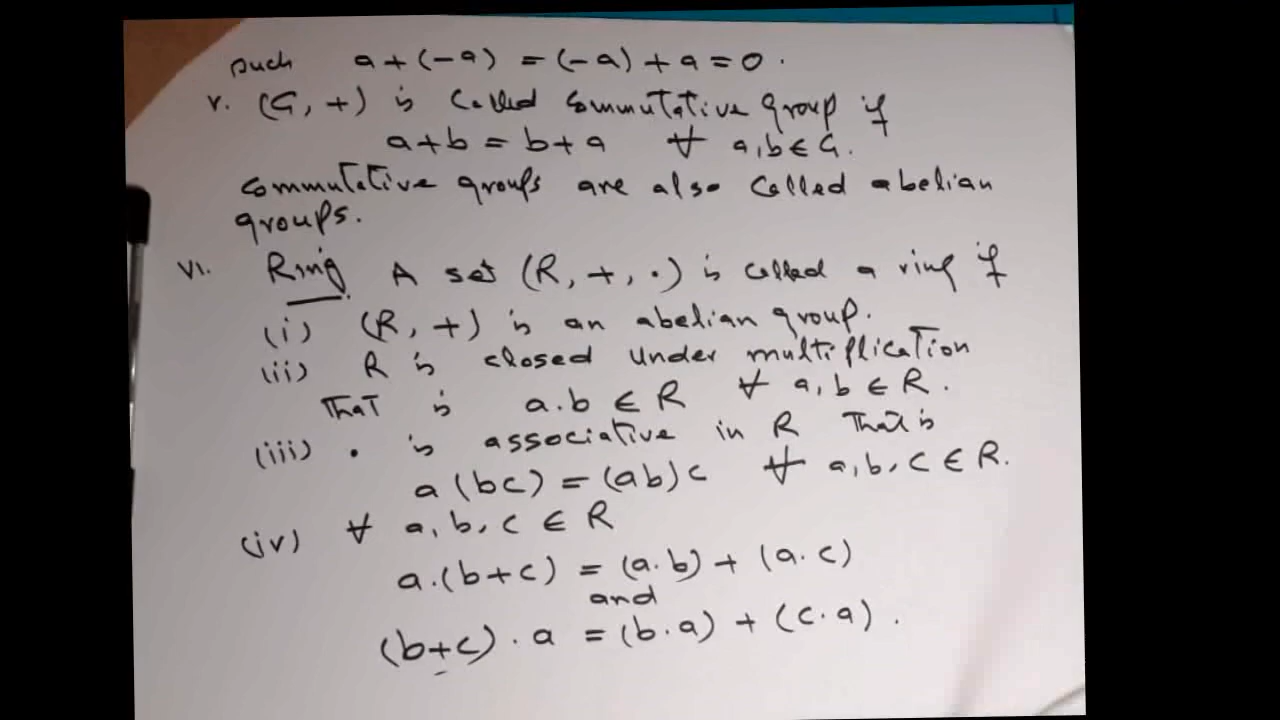 such a + (-a) = (-a) + a = 0.
v. (G, +) is called commutative group if
a+b = b+a ∀ a,b ∈ G.
commutative groups are also called abelian
groups.
vi. Ring A set (R, +, ·) is called a ring if
(i) (R, +) is an abelian group.
(ii) R is closed under multiplication
That is a.b ∈ R ∀ a, b ∈ R.
(iii) · is associative in R That is
a (bc) = (ab)c ∀ a, b, c ∈ R.
(iv) ∀ a, b, c ∈ R
a.(b+c) = (a.b) + (a.c)
and
(b+c) . a = (b.a) + (c.a).